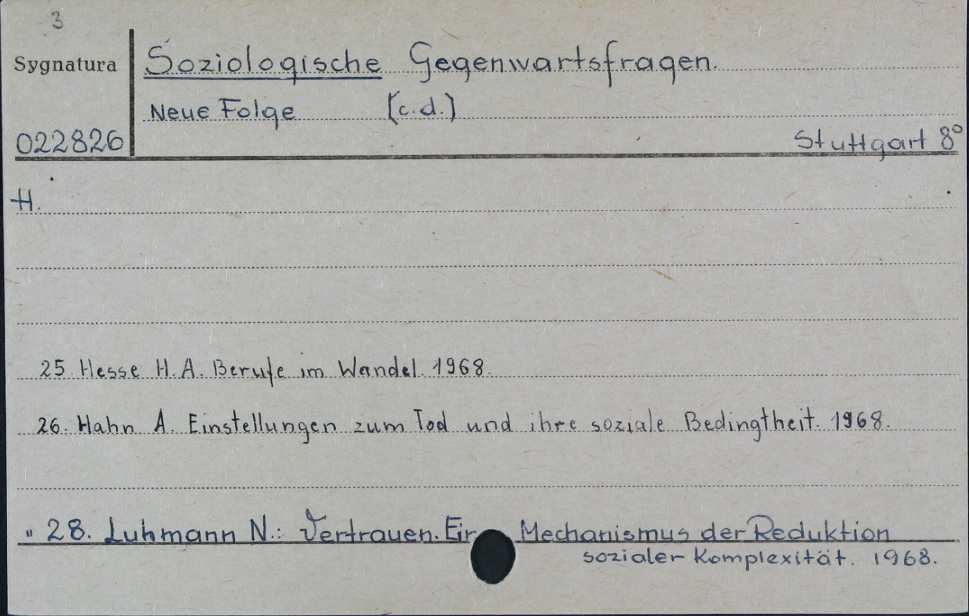 3
Sygnatura
Soziologische Gegenwartsfragen.
Neue Folge (c.d.)
022826
Stuttgart 8°
H.
25 Hesse H.A. Berufe im Wandel 1968.
26. Hahn A. Einstellungen zum Tod und ihre soziale Bedingtheit. 1968.
" 28. Luhmann N.: Vertrauen. Ein Mechanismus der Reduktion
sozialer Komplexität. 1968.